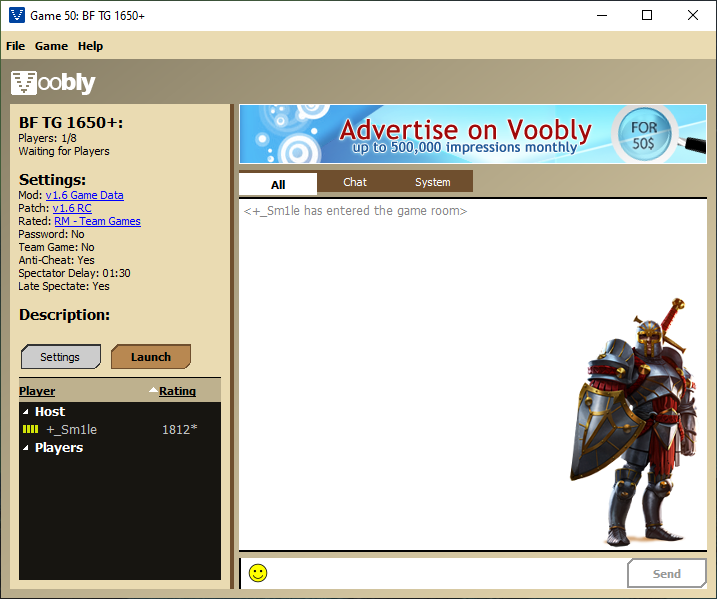 Game 50: BF TG 1650+
File Game Help
Voobly
BF TG 1650+:
Players: 1/8
Waiting for Players
Settings:
Mod: v1.6 Game Data
Patch: v1.6 RC
Rated: RM - Team Games
Password: No
Team Game: No
Anti-Cheat: Yes
Spectator Delay: 01:30
Late Spectate: Yes
Description:
Settings Launch
Player Rating
Host
+_Sm1le 1812*
Players
Advertise on Voobly
up to 500,000 impressions monthly
FOR
50$
All Chat System
<+_Sm1le has entered the game room>
Send